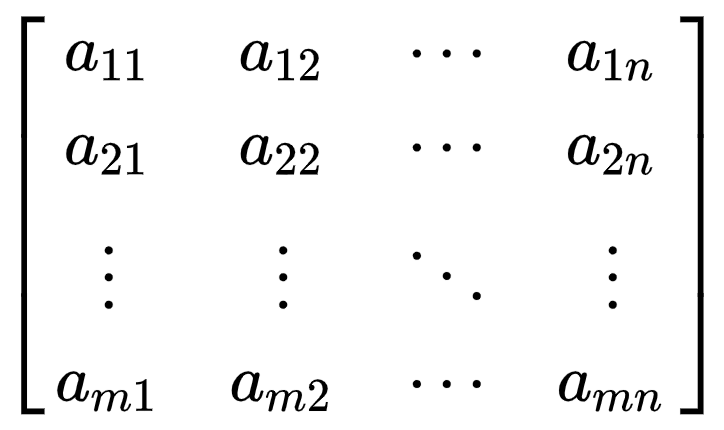 a₁₁ a₁₂ ⋯ a₁ₙ
a₂₁ a₂₂ ⋯ a₂ₙ
⋮ ⋮ ⋱ ⋮
aₘ₁ aₘ₂ ⋯ aₘₙ